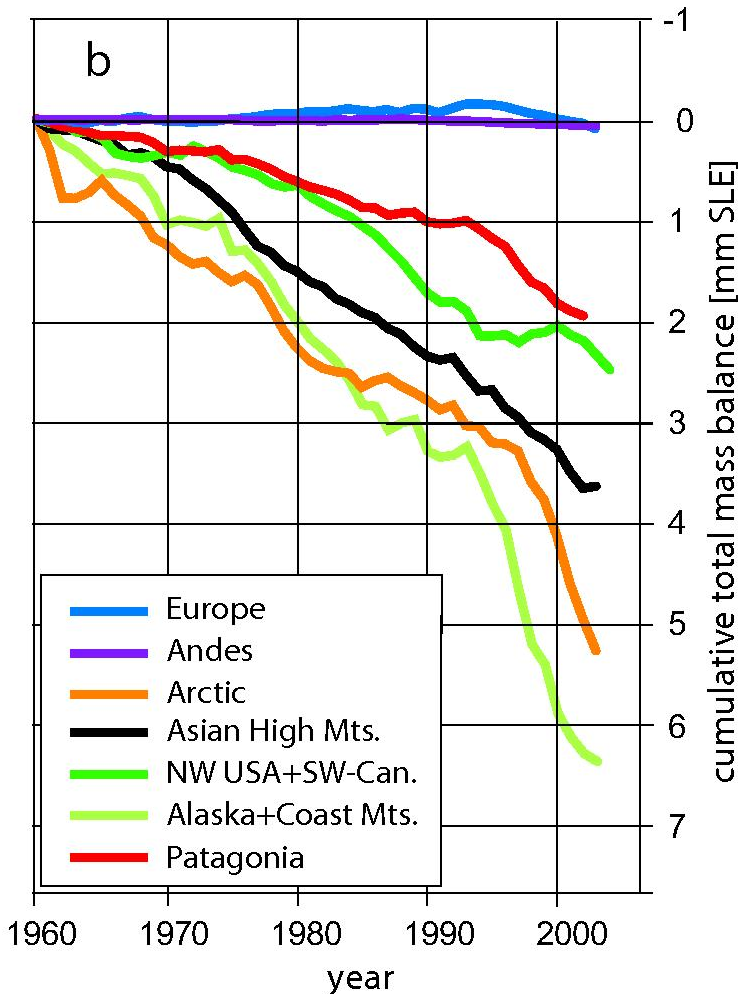 b
-1
0
1
2
3
4
5
6
7
cumulative total mass balance [mm SLE]
Europe
Andes
Arctic
Asian High Mts.
NW USA+SW-Can.
Alaska+Coast Mts.
Patagonia
1960 1970 1980 1990 2000
year